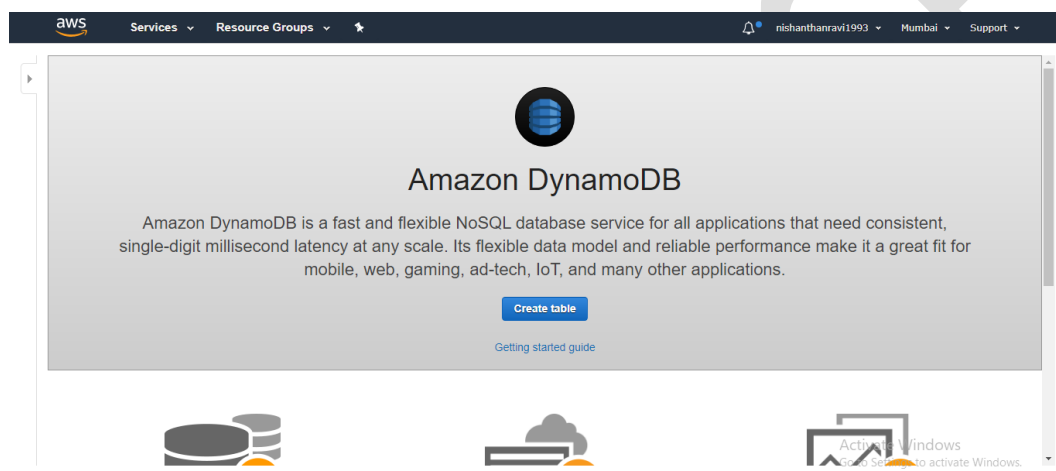 aws Services Resource Groups nishanthanravi1993 Mumbai Support
Amazon DynamoDB
Amazon DynamoDB is a fast and flexible NoSQL database service for all applications that need consistent,
single-digit millisecond latency at any scale. Its flexible data model and reliable performance make it a great fit for
mobile, web, gaming, ad-tech, IoT, and many other applications.
Create table
Getting started guide
Activate Windows
Go to Settings to activate Windows.